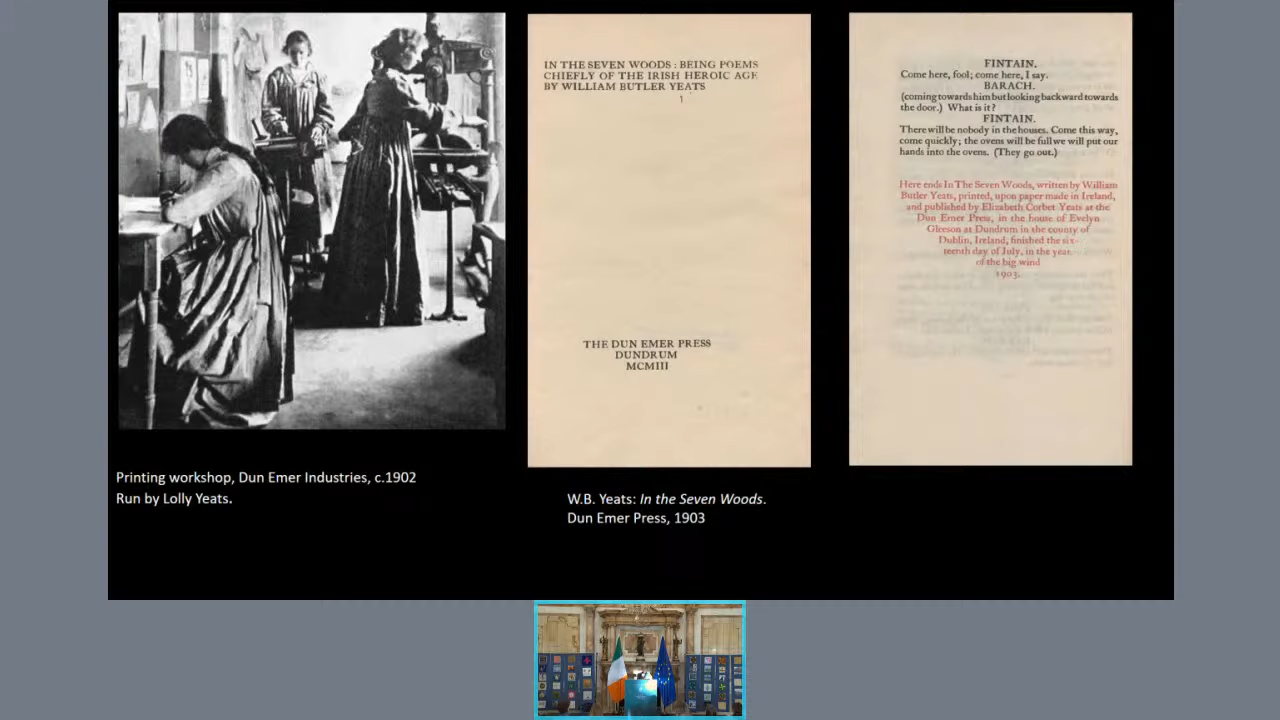 IN THE SEVEN WOODS : BEING POEMS
CHIEFLY OF THE IRISH HEROIC AGE
BY WILLIAM BUTLER YEATS
THE DUN EMER PRESS
DUNDRUM
MCMIII
FINTAIN.
Come here, fool; come here, I say.
BARACH.
(coming towards him but looking backward towards
the door.) What is it?
FINTAIN.
There will be nobody in the houses. Come this way,
come quickly; the ovens will be full we will put our
hands into the ovens. (They go out.)
Here ends In The Seven Woods, written by William
Butler Yeats, printed, upon paper made in Ireland,
and published by Elizabeth Corbet Yeats at the
Dun Emer Press, in the house of Evelyn
Gleeson at Dundrum in the county of
Dublin, Ireland, finished the six-
teenth day of July, in the year
of the big wind
1903.
Printing workshop, Dun Emer Industries, c.1902
Run by Lolly Yeats.
W.B. Yeats: In the Seven Woods.
Dun Emer Press, 1903